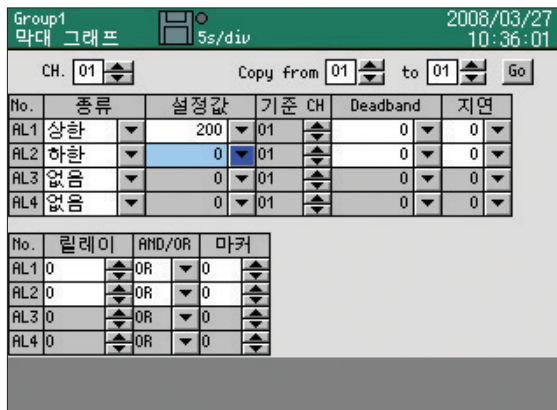 Group1
막대 그래프
5s/div
2008/03/27
10:36:01
CH. 01 Copy from 01 to 01 Go
No. 종류 설정값 기준 CH Deadband 지연
AL1 상한 200 01 0 0
AL2 하한 0 01 0 0
AL3 없음 0 01 0 0
AL4 없음 0 01 0 0
No. 릴레이 AND/OR 마커
AL1 0 OR 0
AL2 0 OR 0
AL3 0 OR 0
AL4 0 OR 0